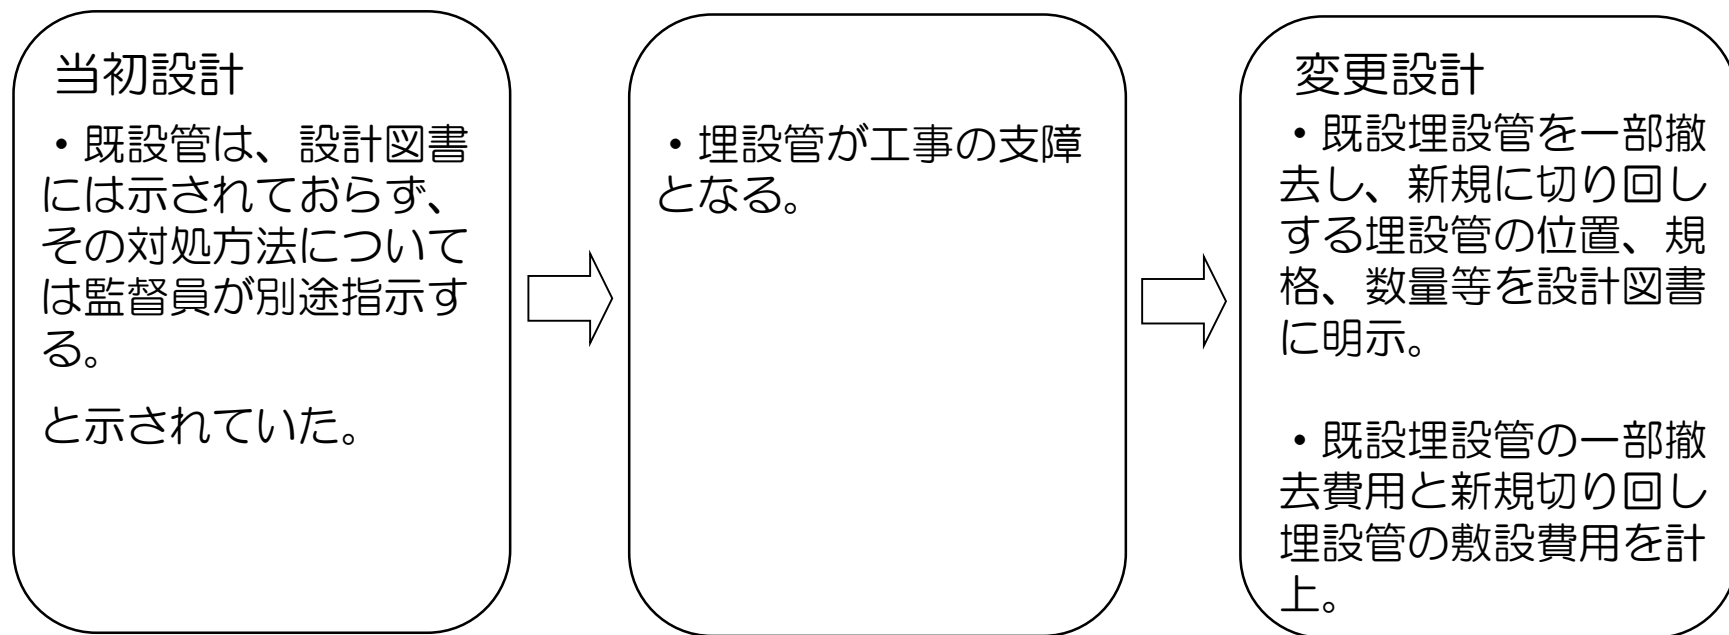 当初設計
・既設管は、設計図書
には示されておらず、
その対処方法について
は監督員が別途指示す
る。
と示されていた。
・埋設管が工事の支障
となる。
変更設計
・既設埋設管を一部撤
去し、新規に切り回し
する埋設管の位置、規
格、数量等を設計図書
に明示。
・既設埋設管の一部撤
去費用と新規切り回し
埋設管の敷設費用を計
上。